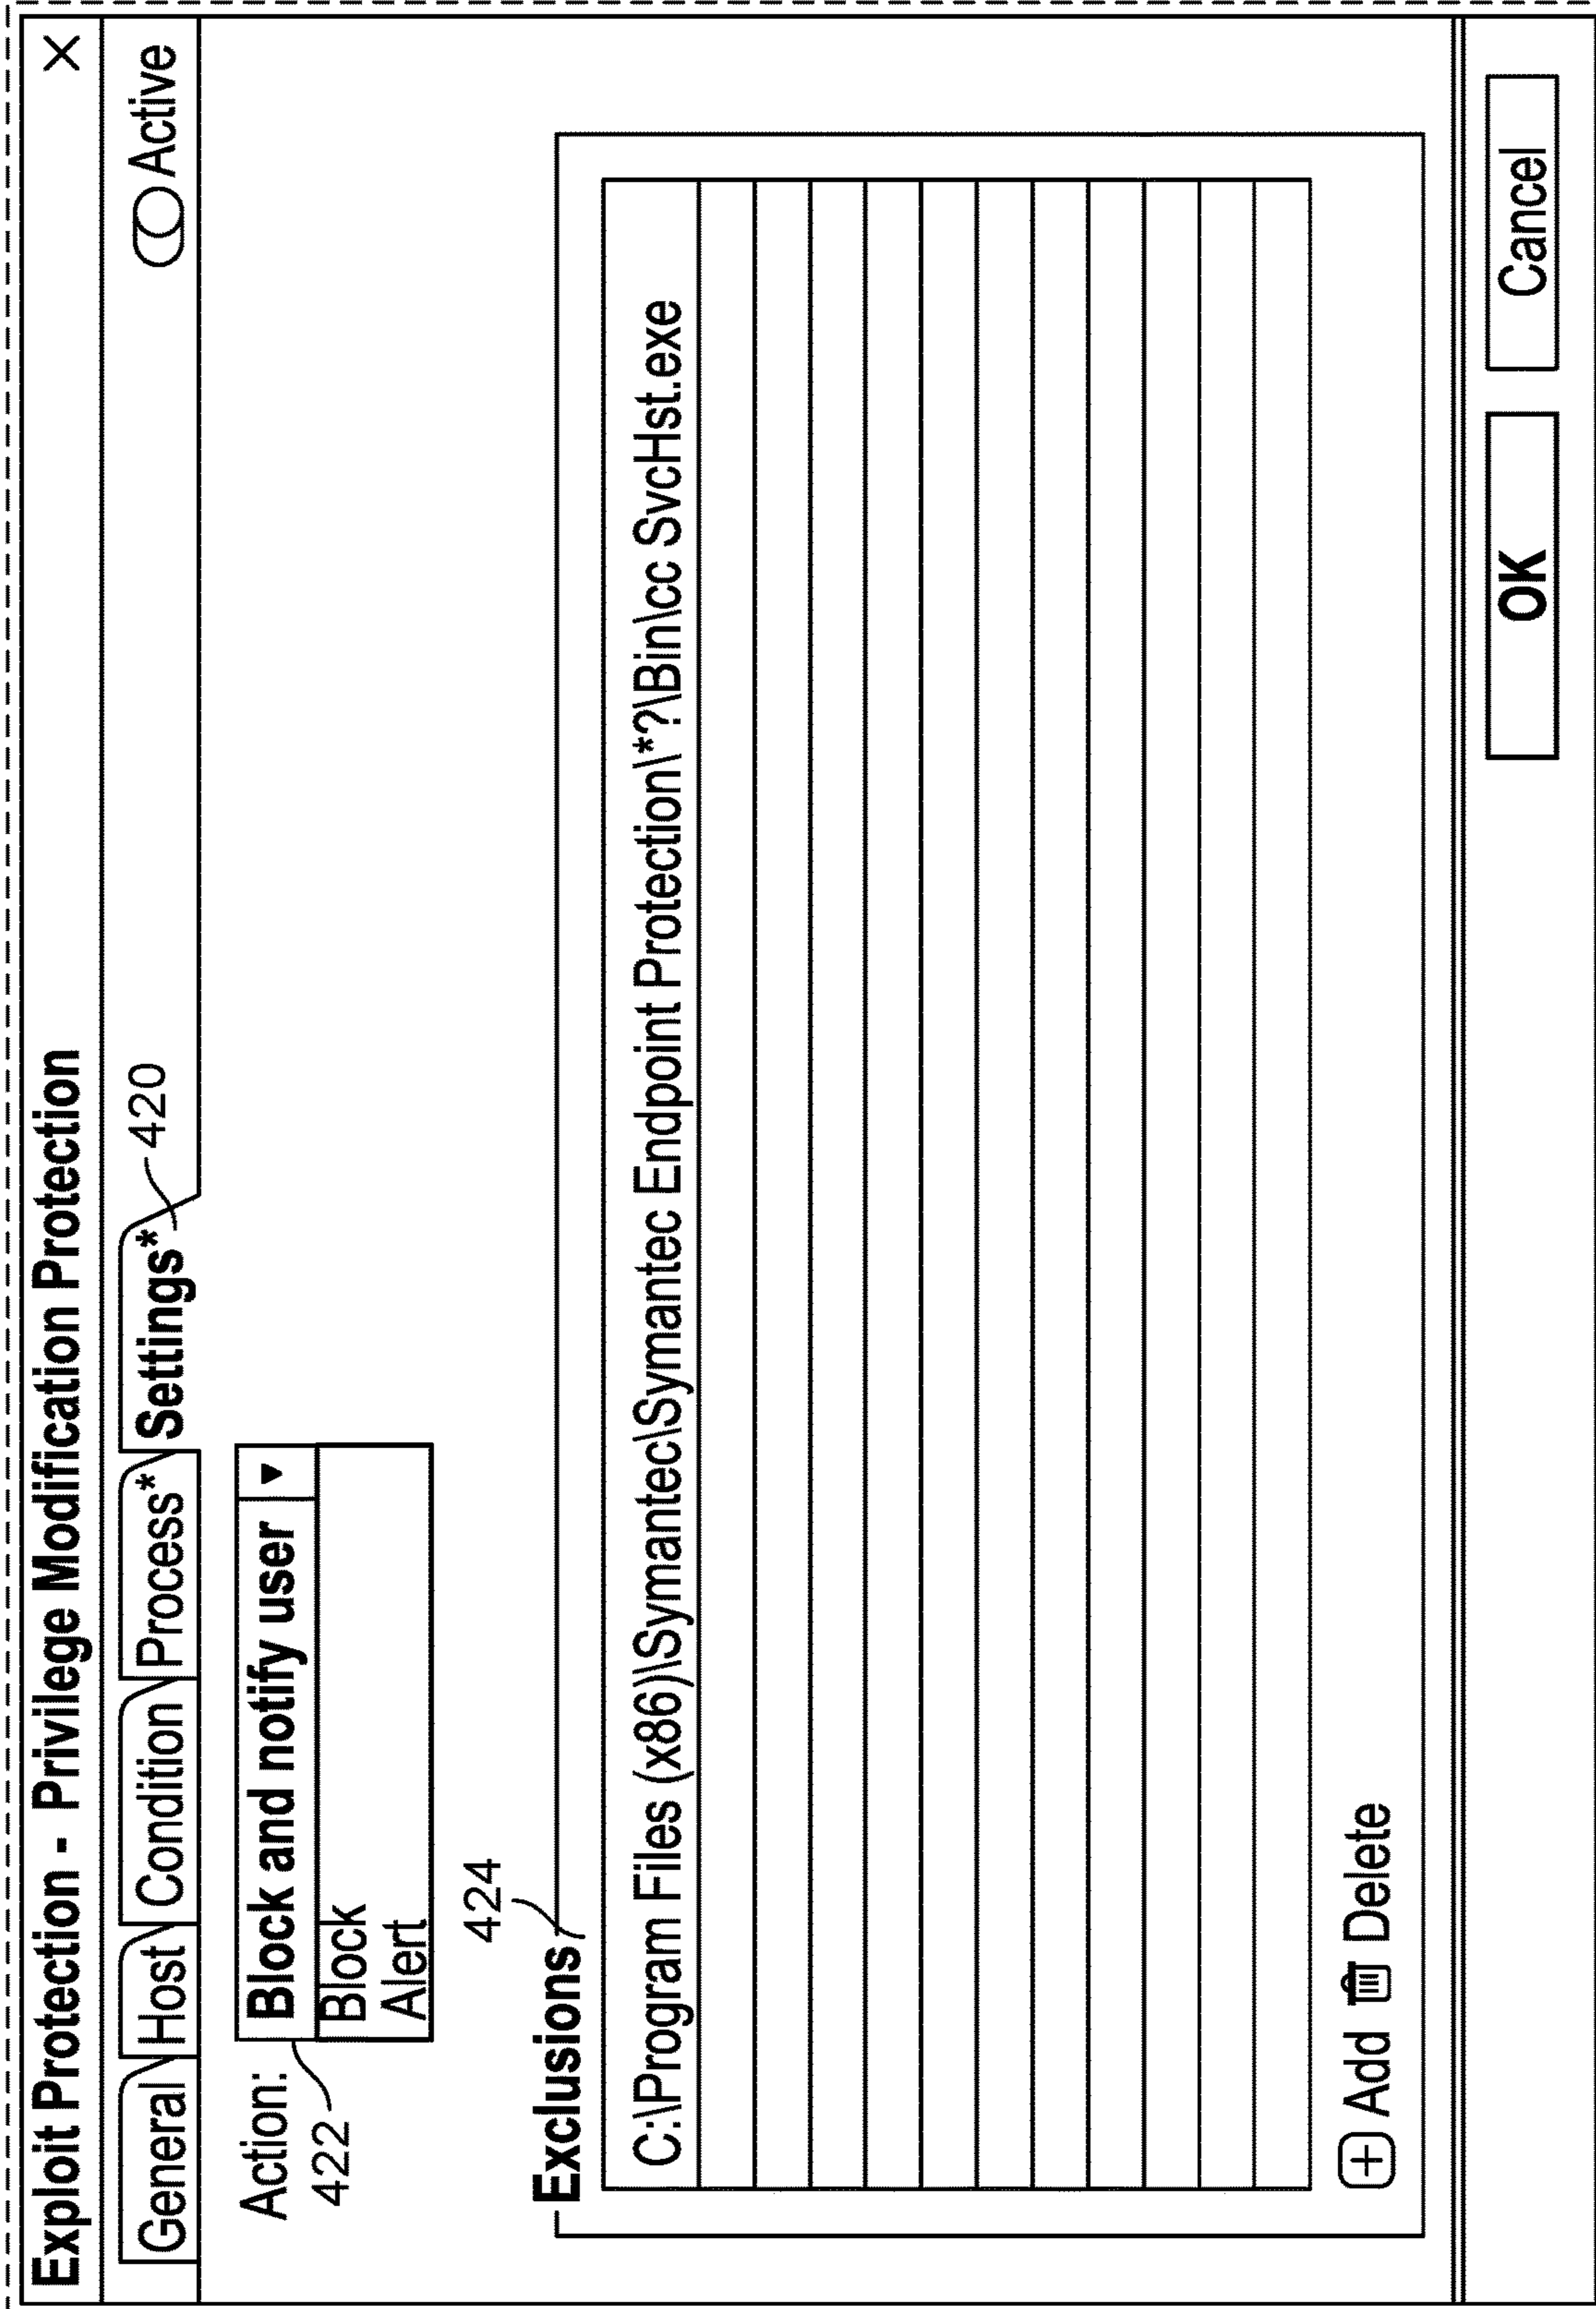 Exploit Protection - Privilege Modification Protection X
General Host Condition Process* Settings* 420 Active
Action: Block and notify user
422 Block
Alert
424
Exclusions
C:\Program Files (x86)\Symantec\Symantec Endpoint Protection\*?\Bin\cc SvcHst.exe
Add Delete
OK Cancel